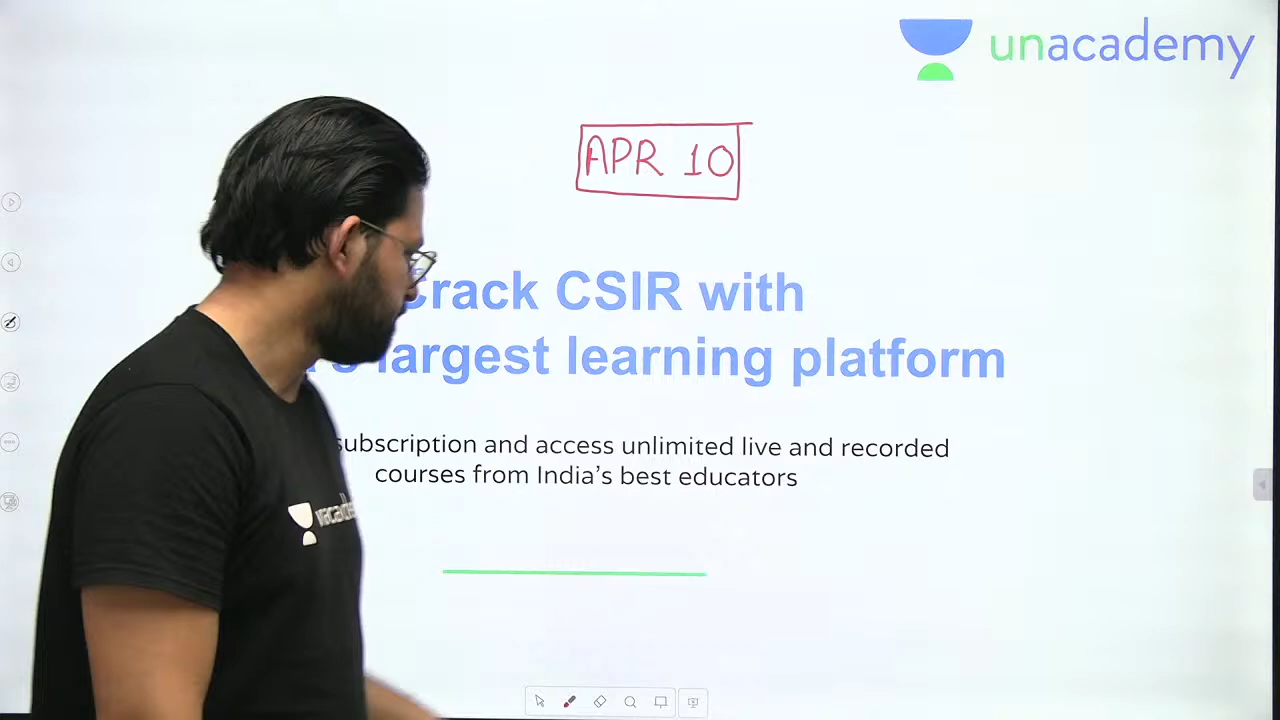 unacademy
APR 10
Crack CSIR with
largest learning platform
subscription and access unlimited live and recorded
courses from India's best educators
unacade